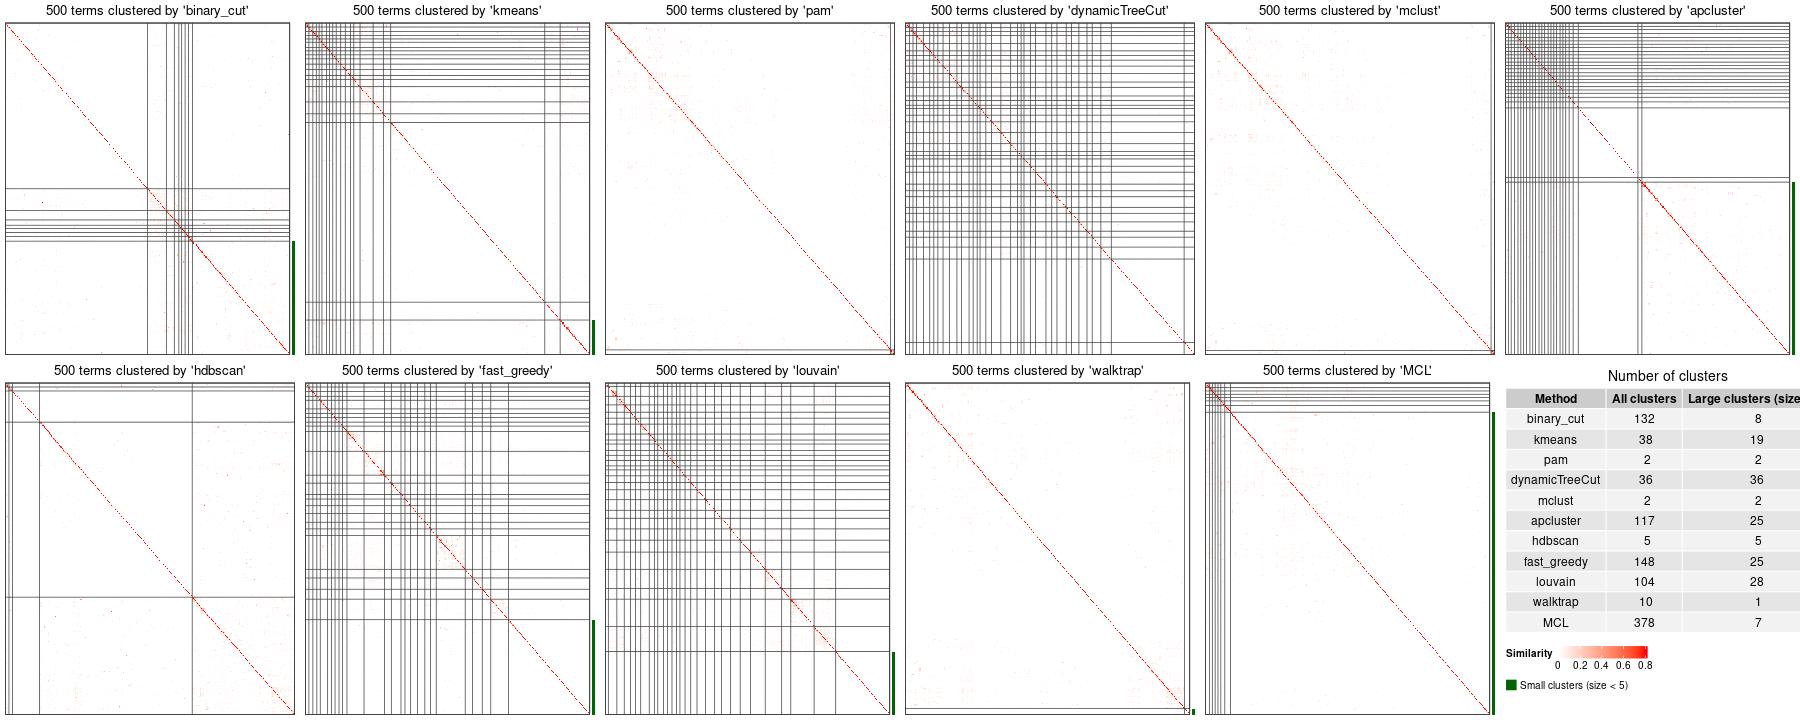 500 terms clustered by 'binary_cut'
500 terms clustered by 'kmeans'
500 terms clustered by 'pam'
500 terms clustered by 'dynamicTreeCut'
500 terms clustered by 'mclust'
500 terms clustered by 'apcluster'
500 terms clustered by 'hdbscan'
500 terms clustered by 'fast_greedy'
500 terms clustered by 'louvain'
500 terms clustered by 'walktrap'
500 terms clustered by 'MCL'
Number of clusters
Method All clusters Large clusters (size
binary_cut 132 8
kmeans 38 19
pam 2 2
dynamicTreeCut 36 36
mclust 2 2
apcluster 117 25
hdbscan 5 5
fast_greedy 148 25
louvain 104 28
walktrap 10 1
MCL 378 7
Similarity
0 0.2 0.4 0.6 0.8
Small clusters (size < 5)